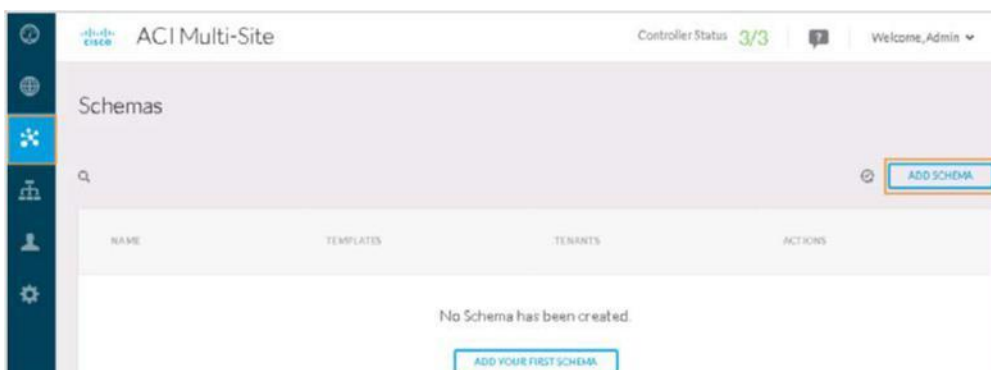 cisco ACI Multi-Site Controller Status 3/3 Welcome, Admin
Schemas
ADD SCHEMA
NAME TEMPLATES TENANTS ACTIONS
No Schema has been created.
ADD YOUR FIRST SCHEMA